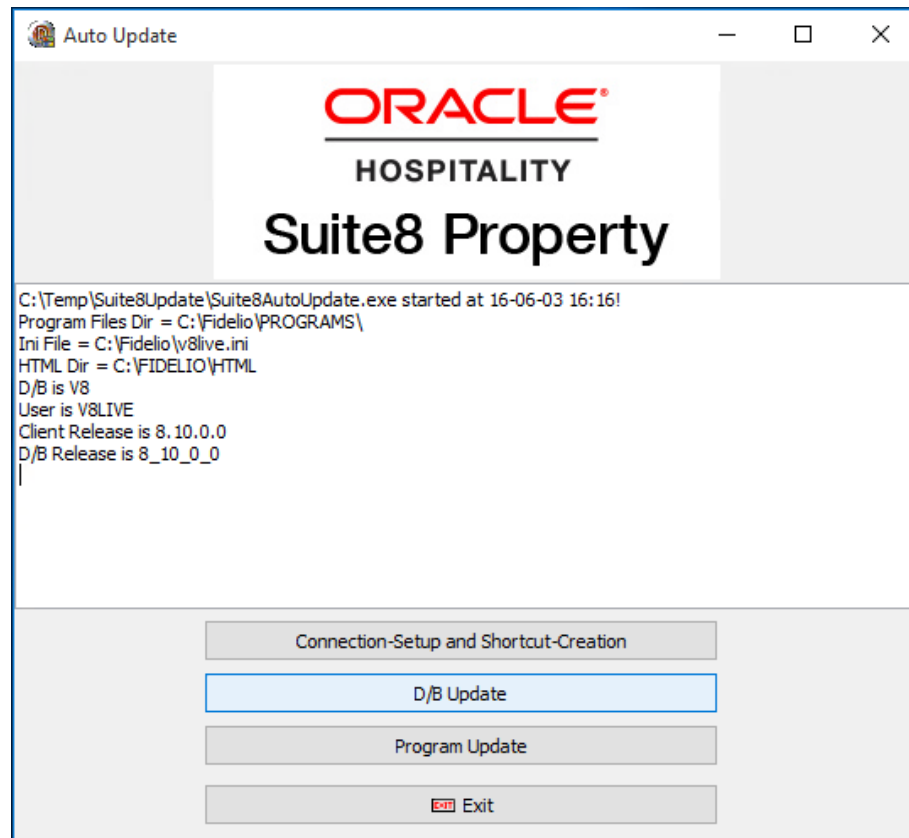 Auto Update
ORACLE®
HOSPITALITY
Suite8 Property
C:\Temp\Suite8Update\Suite8AutoUpdate.exe started at 16-06-03 16:16!
Program Files Dir = C:\Fidelio\PROGRAMS\
Ini File = C:\Fidelio\v8live.ini
HTML Dir = C:\FIDELIO\HTML
D/B is V8
User is V8LIVE
Client Release is 8.10.0.0
D/B Release is 8_10_0_0
Connection-Setup and Shortcut-Creation
D/B Update
Program Update
EXIT Exit